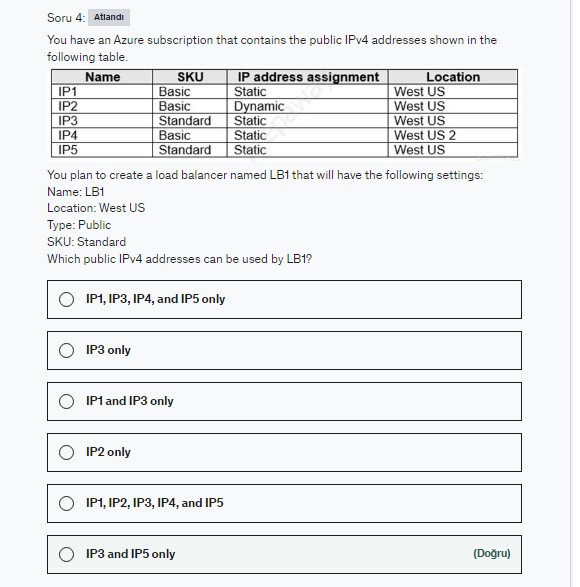 Soru 4: Atlandı
You have an Azure subscription that contains the public IPv4 addresses shown in the
following table.
Name SKU IP address assignment Location
IP1 Basic Static West US
IP2 Basic Dynamic West US
IP3 Standard Static West US
IP4 Basic Static West US 2
IP5 Standard Static West US
You plan to create a load balancer named LB1 that will have the following settings:
Name: LB1
Location: West US
Type: Public
SKU: Standard
Which public IPv4 addresses can be used by LB1?
IP1, IP3, IP4, and IP5 only
IP3 only
IP1 and IP3 only
IP2 only
IP1, IP2, IP3, IP4, and IP5
IP3 and IP5 only (Doğru)